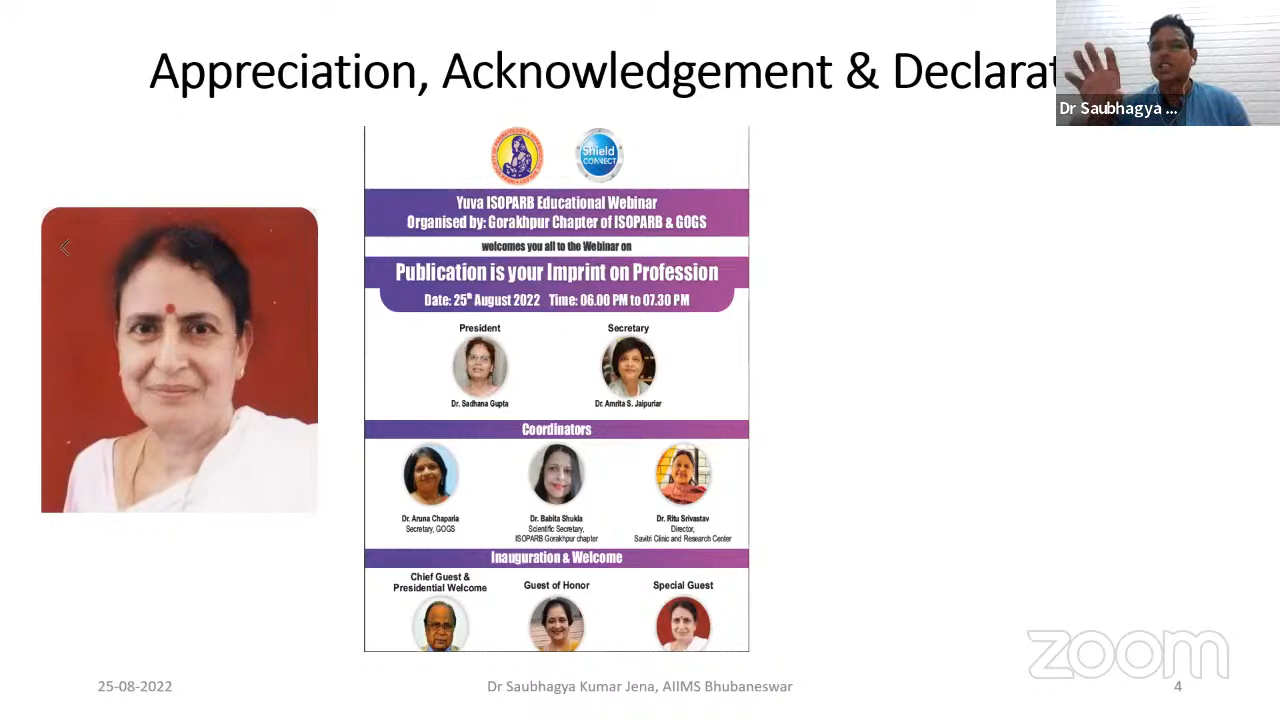 Appreciation, Acknowledgement & Declarat
Dr Saubhagya ...
Shield
CONNECT
Yuva ISOPARB Educational Webinar
Organised by: Gorakhpur Chapter of ISOPARB & GOGS
welcomes you all to the Webinar on
Publication is your Imprint on Profession
Date: 25th August 2022 Time: 06.00 PM to 07.30 PM
President
Secretary
Dr. Sadhana Gupta
Dr. Amrita S. Jaipuriar
Coordinators
Dr. Aruna Chaparia
Secretary, GOGS
Dr. Babita Shukla
Scientific Secretary,
ISOPARB Gorakhpur chapter
Dr. Ritu Srivastav
Director,
Savitri Clinic and Research Center
Inauguration & Welcome
Chief Guest &
Presidential Welcome
Guest of Honor
Special Guest
zoom
25-08-2022
Dr Saubhagya Kumar Jena, AIIMS Bhubaneswar
4